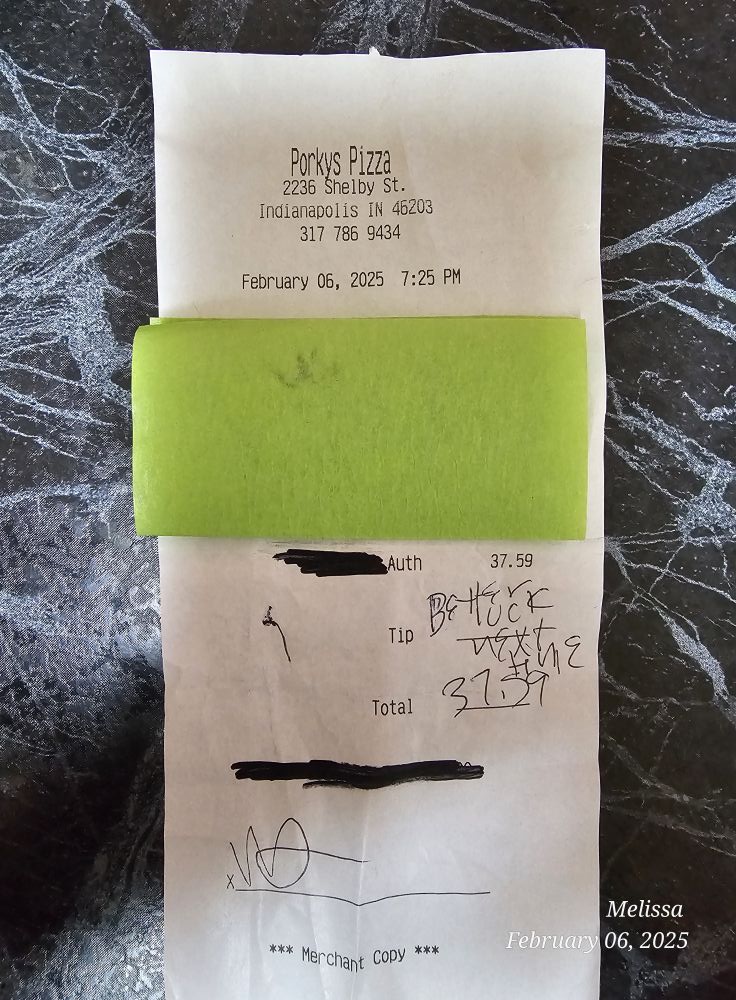 Porkys Pizza
2236 Shelby St.
Indianapolis IN 46203
317 786 9434
February 06, 2025 7:25 PM
Auth 37.59
Tip BETTER LUCK
NEXT TIME
Total 37.59
x
*** Merchant Copy ***
Melissa
February 06, 2025